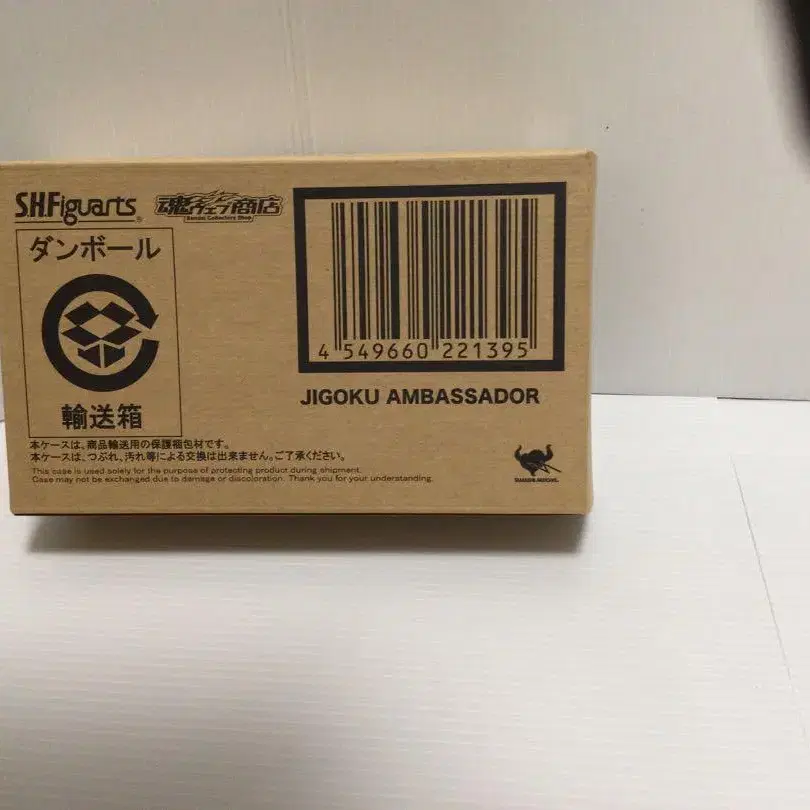 S.H.Figuarts
魂ウェブ商店
Bandai Collectors Shop
ダンボール
輸送箱
4 549660 221395
JIGOKU AMBASSADOR
本ケースは、商品輸送用の保護梱包材です。
本ケースは、つぶれ、汚れ等による交換は出来ません。ご了承ください。
This case is used solely for the purpose of protecting product during shipment.
Case may not be exchanged due to damage or discoloration. Thank you for your understanding.
TAMASHII NATIONS